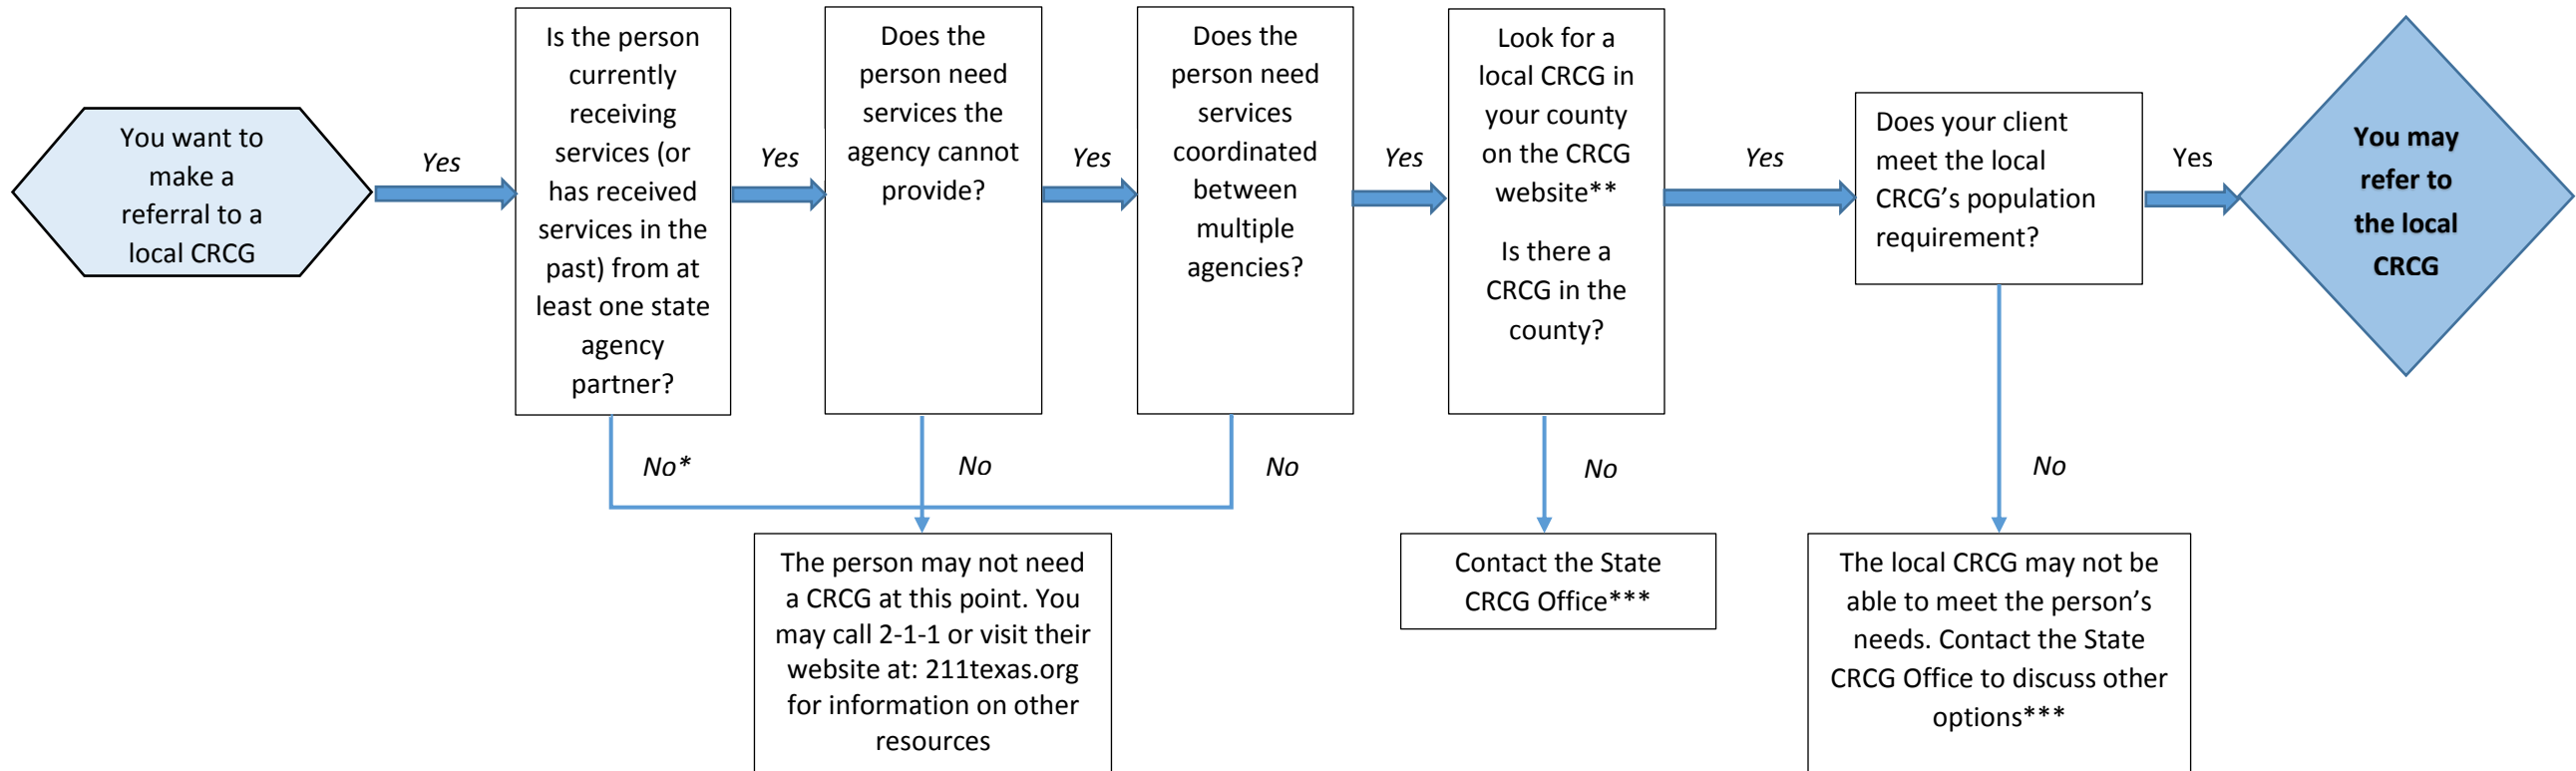 You want to
make a
referral to a
local CRCG
Yes
Is the person
currently
receiving
services (or
has received
services in the
past) from at
least one state
agency
partner?
Yes
Does the
person need
services the
agency cannot
provide?
Yes
Does the
person need
services
coordinated
between
multiple
agencies?
Yes
Look for a
local CRCG in
your county
on the CRCG
website**
Is there a
CRCG in the
county?
Yes
Does your client
meet the local
CRCG’s population
requirement?
Yes
You may
refer to
the local
CRCG
No*
No
No
No
No
The person may not need
a CRCG at this point. You
may call 2-1-1 or visit their
website at: 211texas.org
for information on other
resources
Contact the State
CRCG Office***
The local CRCG may not be
able to meet the person’s
needs. Contact the State
CRCG Office to discuss other
options***